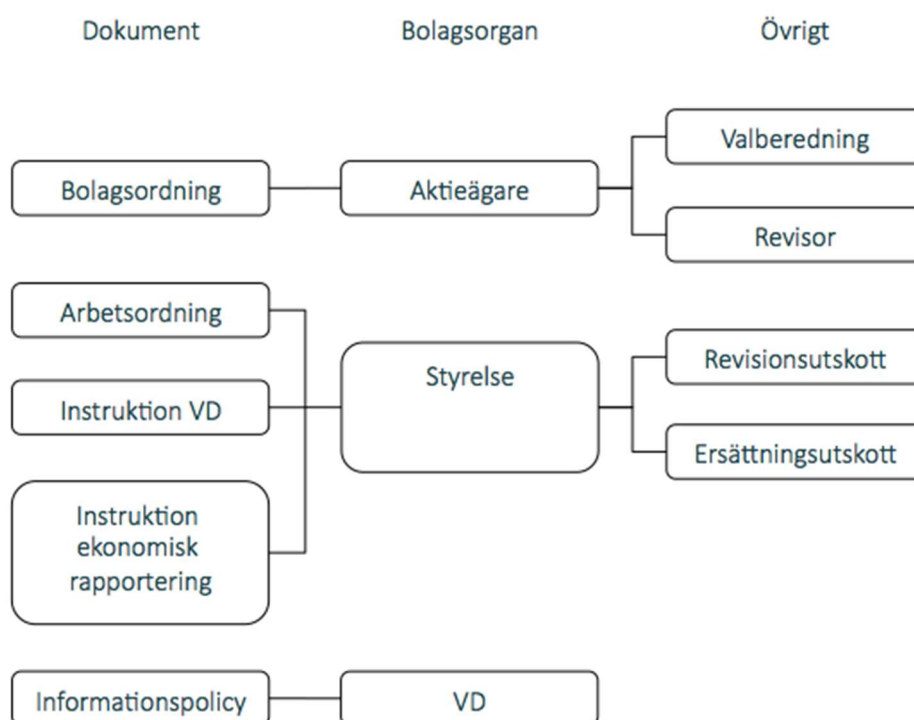 Dokument
Bolagsorgan
Övrigt
Valberedning
Bolagsordning
Aktieägare
Revisor
Arbetsordning
Styrelse
Revisionsutskott
Instruktion VD
Ersättningsutskott
Instruktion
ekonomisk
rapportering
Informationspolicy
VD